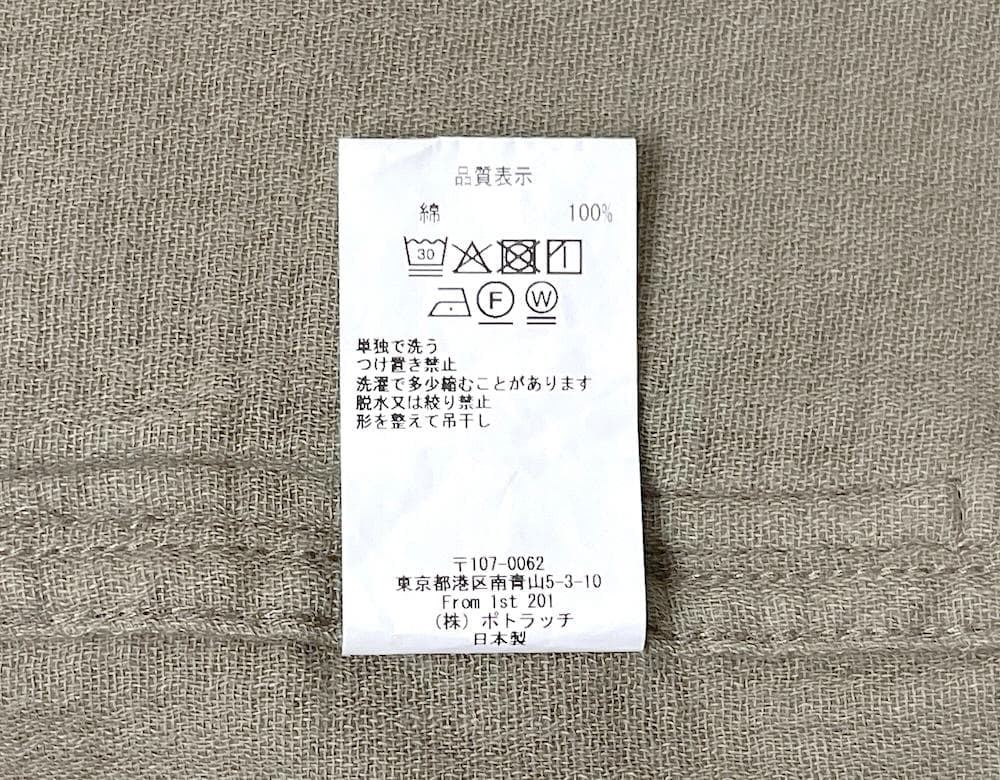 品質表示
綿 100%
30
F W
単独で洗う
つけ置き禁止
洗濯で多少縮むことがあります
脱水又は絞り禁止
形を整えて吊干し
〒107-0062
東京都港区南青山5-3-10
From 1st 201
(株) ポトラッチ
日本製